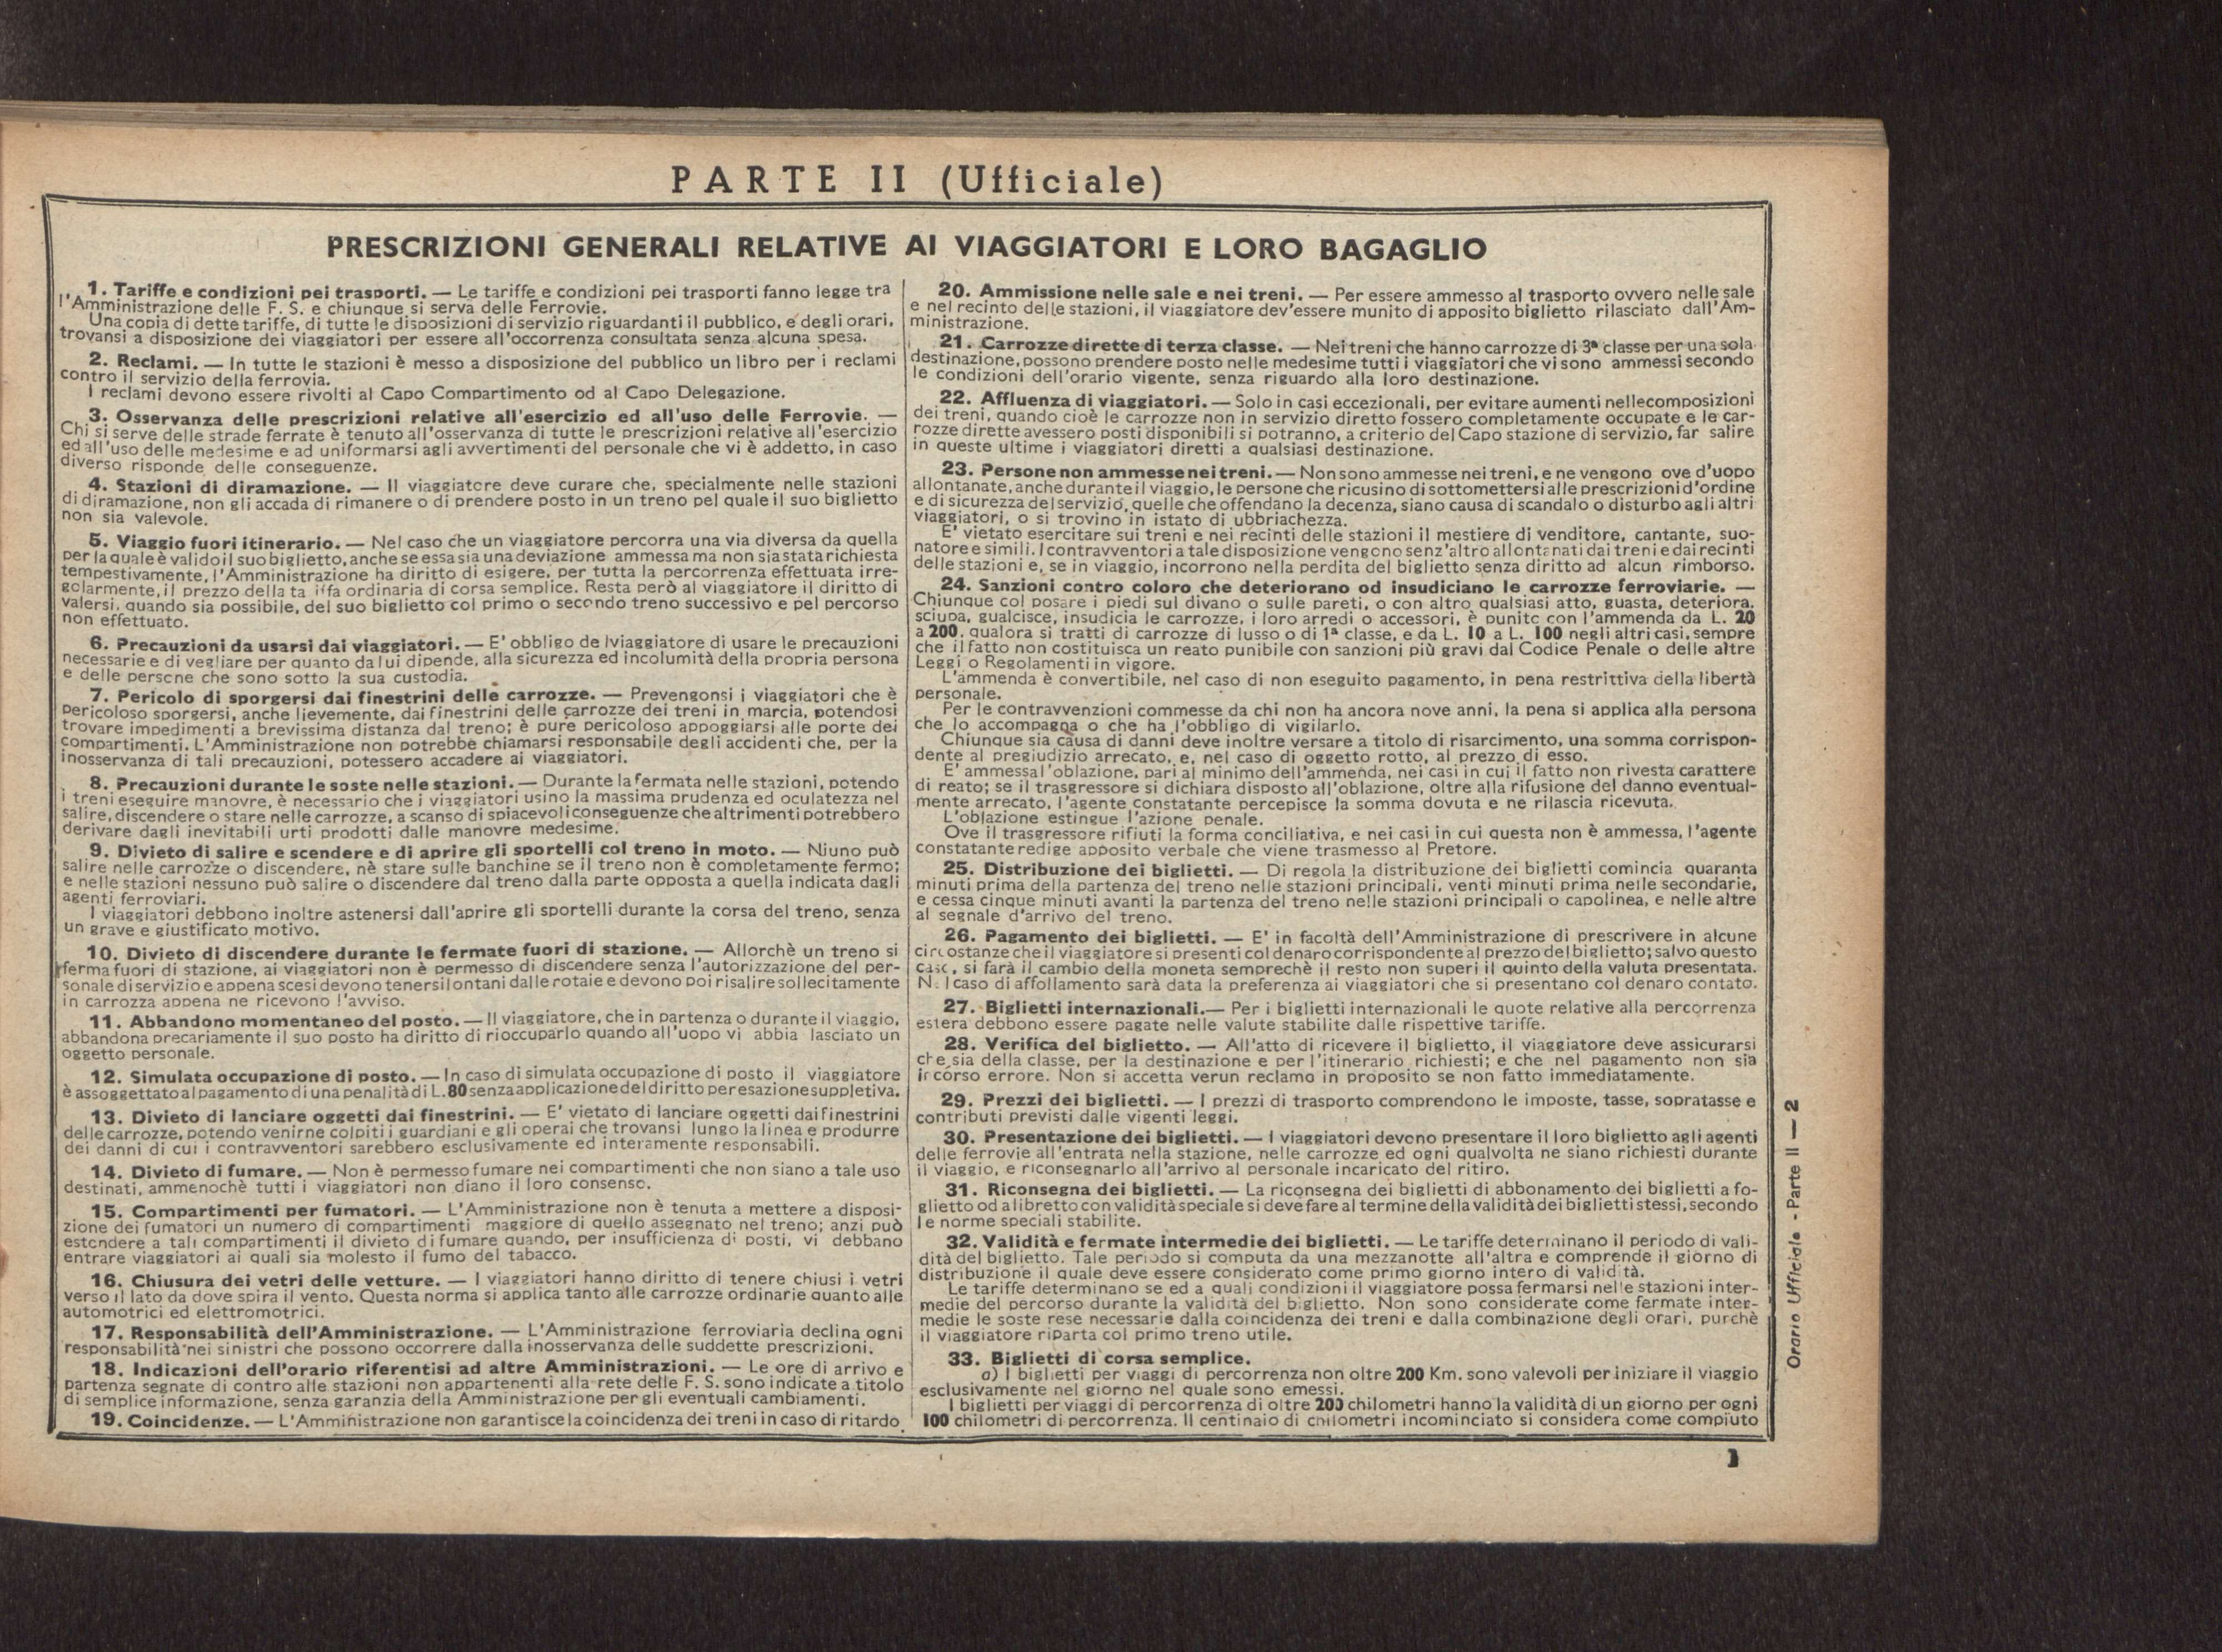 PARTE II (Ufficiale)
PRESCRIZIONI GENERALI RELATIVE AI VIAGGIATORI E LORO BAGAGLIO
1. Tariffe e condizioni pei trasporti. — Le tariffe e condizioni pei trasporti fanno legge tra
l'Amministrazione delle F. S. e chiunque si serva delle Ferrovie.
Una copia di dette tariffe, di tutte le disposizioni di servizio riguardanti il pubblico, e degli orari,
trovansi a disposizione dei viaggiatori per essere all'occorrenza consultata senza alcuna spesa.
2. Reclami. — In tutte le stazioni è messo a disposizione del pubblico un libro per i reclami
contro il servizio della ferrovia.
I reclami devono essere rivolti al Capo Compartimento od al Capo Delegazione.
3. Osservanza delle prescrizioni relative all'esercizio ed all'uso delle Ferrovie. —
Chi si serve delle strade ferrate è tenuto all'osservanza di tutte le prescrizioni relative all'esercizio
ed all'uso delle medesime e ad uniformarsi agli avvertimenti del personale che vi è addetto, in caso
diverso risponde delle conseguenze.
4. Stazioni di diramazione. — Il viaggiatore deve curare che, specialmente nelle stazioni
di diramazione, non gli accada di rimanere o di prendere posto in un treno pel quale il suo biglietto
non sia valevole.
5. Viaggio fuori itinerario. — Nel caso che un viaggiatore percorra una via diversa da quella
per la quale è valido il suo biglietto, anche se essa sia una deviazione ammessa ma non sia stata richiesta
tempestivamente, l'Amministrazione ha diritto di esigere, per tutta la percorrenza effettuata irre-
golarmente, il prezzo della ta iffa ordinaria di corsa semplice. Resta però al viaggiatore il diritto di
valersi, quando sia possibile, del suo biglietto col primo o secondo treno successivo e pel percorso
non effettuato.
6. Precauzioni da usarsi dai viaggiatori. — E' obbligo de lviaggiatore di usare le precauzioni
necessarie e di vegliare per quanto da lui dipende, alla sicurezza ed incolumità della propria persona
e delle persone che sono sotto la sua custodia.
7. Pericolo di sporgersi dai finestrini delle carrozze. — Prevengonsi i viaggiatori che è
pericoloso sporgersi, anche lievemente, dai finestrini delle carrozze dei treni in marcia, potendosi
trovare impedimenti a brevissima distanza dal treno; è pure pericoloso appoggiarsi alle porte dei
compartimenti. L'Amministrazione non potrebbe chiamarsi responsabile degli accidenti che, per la
inosservanza di tali precauzioni, potessero accadere ai viaggiatori.
8. Precauzioni durante le soste nelle stazioni. — Durante la fermata nelle stazioni, potendo
i treni eseguire manovre, è necessario che i viaggiatori usino la massima prudenza ed oculatezza nel
salire, discendere o stare nelle carrozze, a scanso di spiacevoli conseguenze che altrimenti potrebbero
derivare dagli inevitabili urti prodotti dalle manovre medesime.
9. Divieto di salire e scendere e di aprire gli sportelli col treno in moto. — Niuno può
salire nelle carrozze o discendere, nè stare sulle banchine se il treno non è completamente fermo;
e nelle stazioni nessuno può salire o discendere dal treno dalla parte opposta a quella indicata dagli
agenti ferroviari.
I viaggiatori debbono inoltre astenersi dall'aprire gli sportelli durante la corsa del treno, senza
un grave e giustificato motivo.
10. Divieto di discendere durante le fermate fuori di stazione. — Allorchè un treno si
ferma fuori di stazione, ai viaggiatori non è permesso di discendere senza l'autorizzazione del per-
sonale di servizio e appena scesi devono tenersi lontani dalle rotaie e devono poi risalire sollecitamente
in carrozza appena ne ricevono l'avviso.
11. Abbandono momentaneo del posto. — Il viaggiatore, che in partenza o durante il viaggio,
abbandona precariamente il suo posto ha diritto di rioccuparlo quando all'uopo vi abbia lasciato un
oggetto personale.
12. Simulata occupazione di posto. — In caso di simulata occupazione di posto il viaggiatore
è assoggettato al pagamento di una penalità di L. 80 senza applicazione del diritto per esazione suppletiva.
13. Divieto di lanciare oggetti dai finestrini. — E' vietato di lanciare oggetti dai finestrini
delle carrozze, potendo venirne colpiti i guardiani e gli operai che trovansi lungo la linea e produrre
dei danni di cui i contravventori sarebbero esclusivamente ed interamente responsabili.
14. Divieto di fumare. — Non è permesso fumare nei compartimenti che non siano a tale uso
destinati, ammenochè tutti i viaggiatori non diano il loro consenso.
15. Compartimenti per fumatori. — L'Amministrazione non è tenuta a mettere a disposi-
zione dei fumatori un numero di compartimenti maggiore di quello assegnato nel treno; anzi può
estendere a tali compartimenti il divieto di fumare quando, per insufficienza di posti, vi debbano
entrare viaggiatori ai quali sia molesto il fumo del tabacco.
16. Chiusura dei vetri delle vetture. — I viaggiatori hanno diritto di tenere chiusi i vetri
verso il lato da dove spira il vento. Questa norma si applica tanto alle carrozze ordinarie quanto alle
automotrici ed elettromotrici.
17. Responsabilità dell'Amministrazione. — L'Amministrazione ferroviaria declina ogni
responsabilità nei sinistri che possono occorrere dalla inosservanza delle suddette prescrizioni.
18. Indicazioni dell'orario riferentisi ad altre Amministrazioni. — Le ore di arrivo e
partenza segnate di contro alle stazioni non appartenenti alla rete delle F. S. sono indicate a titolo
di semplice informazione, senza garanzia della Amministrazione per gli eventuali cambiamenti.
19. Coincidenze. — L'Amministrazione non garantisce la coincidenza dei treni in caso di ritardo.
20. Ammissione nelle sale e nei treni. — Per essere ammesso al trasporto ovvero nelle sale
e nel recinto delle stazioni, il viaggiatore dev'essere munito di apposito biglietto rilasciato dall'Am-
ministrazione.
21. Carrozze dirette di terza classe. — Nei treni che hanno carrozze di 3ª classe per una sola
destinazione, possono prendere posto nelle medesime tutti i viaggiatori che vi sono ammessi secondo
le condizioni dell'orario vigente, senza riguardo alla loro destinazione.
22. Affluenza di viaggiatori. — Solo in casi eccezionali, per evitare aumenti nelle composizioni
dei treni, quando cioè le carrozze non in servizio diretto fossero completamente occupate e le car-
rozze dirette avessero posti disponibili si potranno, a criterio del Capo stazione di servizio, far salire
in queste ultime i viaggiatori diretti a qualsiasi destinazione.
23. Persone non ammesse nei treni. — Non sono ammesse nei treni, e ne vengono ove d'uopo
allontanate, anche durante il viaggio, le persone che ricusino di sottomettersi alle prescrizioni d'ordine
e di sicurezza del servizio, quelle che offendano la decenza, siano causa di scandalo o disturbo agli altri
viaggiatori, o si trovino in istato di ubbriachezza.
E' vietato esercitare sui treni e nei recinti delle stazioni il mestiere di venditore, cantante, suo-
natore e simili. I contravventori a tale disposizione vengono senz'altro allontanati dai treni e dai recinti
delle stazioni e, se in viaggio, incorrono nella perdita del biglietto senza diritto ad alcun rimborso.
24. Sanzioni contro coloro che deteriorano od insudiciano le carrozze ferroviarie. —
Chiunque col posare i piedi sul divano o sulle pareti, o con altro qualsiasi atto, guasta, deteriora,
sciupa, gualcisce, insudicia le carrozze, i loro arredi o accessori, è punito con l'ammenda da L. 20
a 200, qualora si tratti di carrozze di lusso o di 1ª classe, e da L. 10 a L. 100 negli altri casi, sempre
che il fatto non costituisca un reato punibile con sanzioni più gravi dal Codice Penale o delle altre
Leggi o Regolamenti in vigore.
L'ammenda è convertibile, nel caso di non eseguito pagamento, in pena restrittiva della libertà
personale.
Per le contravvenzioni commesse da chi non ha ancora nove anni, la pena si applica alla persona
che lo accompagna o che ha l'obbligo di vigilarlo.
Chiunque sia causa di danni deve inoltre versare a titolo di risarcimento, una somma corrispon-
dente al pregiudizio arrecato, e, nel caso di oggetto rotto, al prezzo di esso.
E' ammessa l'oblazione, pari al minimo dell'ammenda, nei casi in cui il fatto non rivesta carattere
di reato; se il trasgressore si dichiara disposto all'oblazione, oltre alla rifusione del danno eventual-
mente arrecato, l'agente constatante percepisce la somma dovuta e ne rilascia ricevuta.
L'oblazione estingue l'azione penale.
Ove il trasgressore rifiuti la forma conciliativa, e nei casi in cui questa non è ammessa, l'agente
constatante redige apposito verbale che viene trasmesso al Pretore.
25. Distribuzione dei biglietti. — Di regola la distribuzione dei biglietti comincia quaranta
minuti prima della partenza del treno nelle stazioni principali, venti minuti prima nelle secondarie,
e cessa cinque minuti avanti la partenza del treno nelle stazioni principali o capolinea, e nelle altre
al segnale d'arrivo del treno.
26. Pagamento dei biglietti. — E' in facoltà dell'Amministrazione di prescrivere in alcune
circostanze che il viaggiatore si presenti col denaro corrispondente al prezzo del biglietto; salvo questo
caso, si farà il cambio della moneta semprechè il resto non superi il quinto della valuta presentata.
Nel caso di affollamento sarà data la preferenza ai viaggiatori che si presentano col denaro contato.
27. Biglietti internazionali.— Per i biglietti internazionali le quote relative alla percorrenza
estera debbono essere pagate nelle valute stabilite dalle rispettive tariffe.
28. Verifica del biglietto. — All'atto di ricevere il biglietto, il viaggiatore deve assicurarsi
che sia della classe, per la destinazione e per l'itinerario richiesti; e che nel pagamento non sia
incorso errore. Non si accetta verun reclamo in proposito se non fatto immediatamente.
29. Prezzi dei biglietti. — I prezzi di trasporto comprendono le imposte, tasse, sopratasse e
contributi previsti dalle vigenti leggi.
30. Presentazione dei biglietti. — I viaggiatori devono presentare il loro biglietto agli agenti
delle ferrovie all'entrata nella stazione, nelle carrozze ed ogni qualvolta ne siano richiesti durante
il viaggio, e riconsegnarlo all'arrivo al personale incaricato del ritiro.
31. Riconsegna dei biglietti. — La riconsegna dei biglietti di abbonamento dei biglietti a fo-
glietto od a libretto con validità speciale si deve fare al termine della validità dei biglietti stessi, secondo
le norme speciali stabilite.
32. Validità e fermate intermedie dei biglietti. — Le tariffe determinano il periodo di vali-
dità del biglietto. Tale periodo si computa da una mezzanotte all'altra e comprende il giorno di
distribuzione il quale deve essere considerato come primo giorno intero di validità.
Le tariffe determinano se ed a quali condizioni il viaggiatore possa fermarsi nelle stazioni inter-
medie del percorso durante la validità del biglietto. Non sono considerate come fermate inter-
medie le soste rese necessarie dalla coincidenza dei treni e dalla combinazione degli orari, purchè
il viaggiatore riparta col primo treno utile.
33. Biglietti di corsa semplice.
a) I biglietti per viaggi di percorrenza non oltre 200 Km. sono valevoli per iniziare il viaggio
esclusivamente nel giorno nel quale sono emessi.
I biglietti per viaggi di percorrenza di oltre 200 chilometri hanno la validità di un giorno per ogni
100 chilometri di percorrenza. Il centinaio di chilometri incominciato si considera come compiuto
1
Orario Ufficiale - Parte II — 2